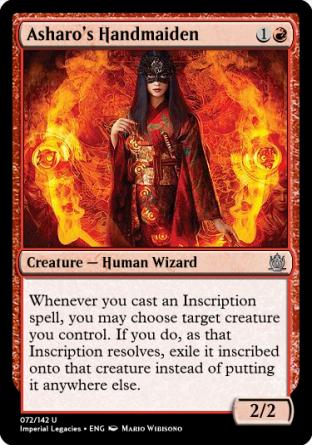 Asharo's Handmaiden 1
Creature — Human Wizard
Whenever you cast an Inscription
spell, you may choose target creature
you control. If you do, as that
Inscription resolves, exile it inscribed
onto that creature instead of putting
it anywhere else.
2/2
072/142 U
Imperial Legacies • ENG Mario Wibisono